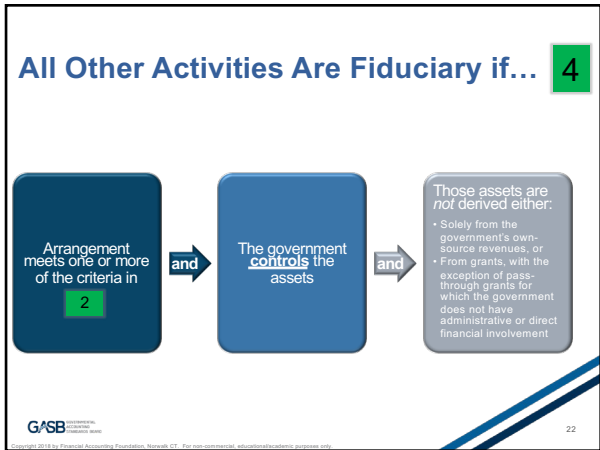 All Other Activities Are Fiduciary if…
4
Arrangement
meets one or more
of the criteria in
2
and
The government
controls the
assets
and
Those assets are
not derived either:
• Solely from the
government's own-
source revenues, or
• From grants, with the
exception of pass-
through grants for
which the government
does not have
administrative or direct
financial involvement
GASB GOVERNMENTAL
ACCOUNTING
STANDARDS BOARD
22
Copyright 2018 by Financial Accounting Foundation, Norwalk CT. For non-commercial, educational/academic purposes only.